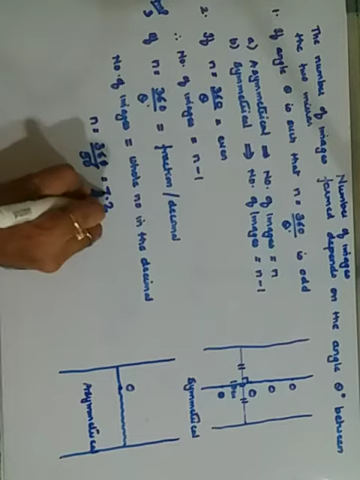 Number of images
The number of images formed depends on the angle θ° between
the two mirrors
1. If angle θ is such that n = 360/θ° is odd
a) Asymmetrical ⇒ No. of Images = n
b) Symmetrical ⇒ No. of Images = n-1
2. If n = 360/θ = even
∴ No. of images = n-1
3. If n = 360/θ° = fraction/decimal
No. of images = whole no in the decimal
n = 360/50 = 7.2
Symmetrical
Asymmetrical